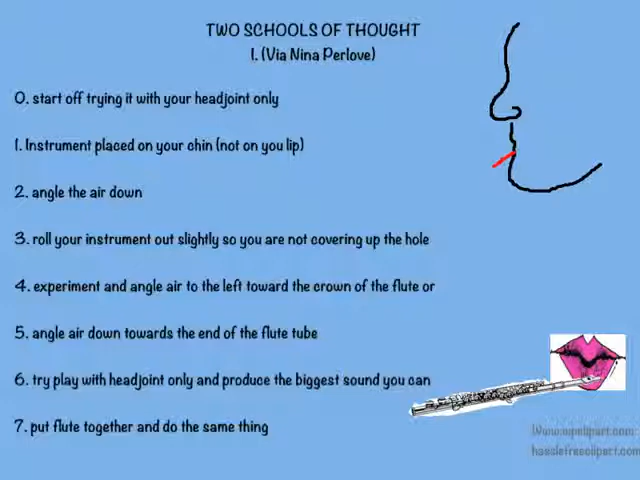 TWO SCHOOLS OF THOUGHT
1. (Via Nina Perlove)
0. start off trying it with your headjoint only
1. Instrument placed on your chin (not on you lip)
2. angle the air down
3. roll your instrument out slightly so you are not covering up the hole
4. experiment and angle air to the left toward the crown of the flute or
5. angle air down towards the end of the flute tube
6. try play with headjoint only and produce the biggest sound you can
7. put flute together and do the same thing
hasslefreeclipart.com